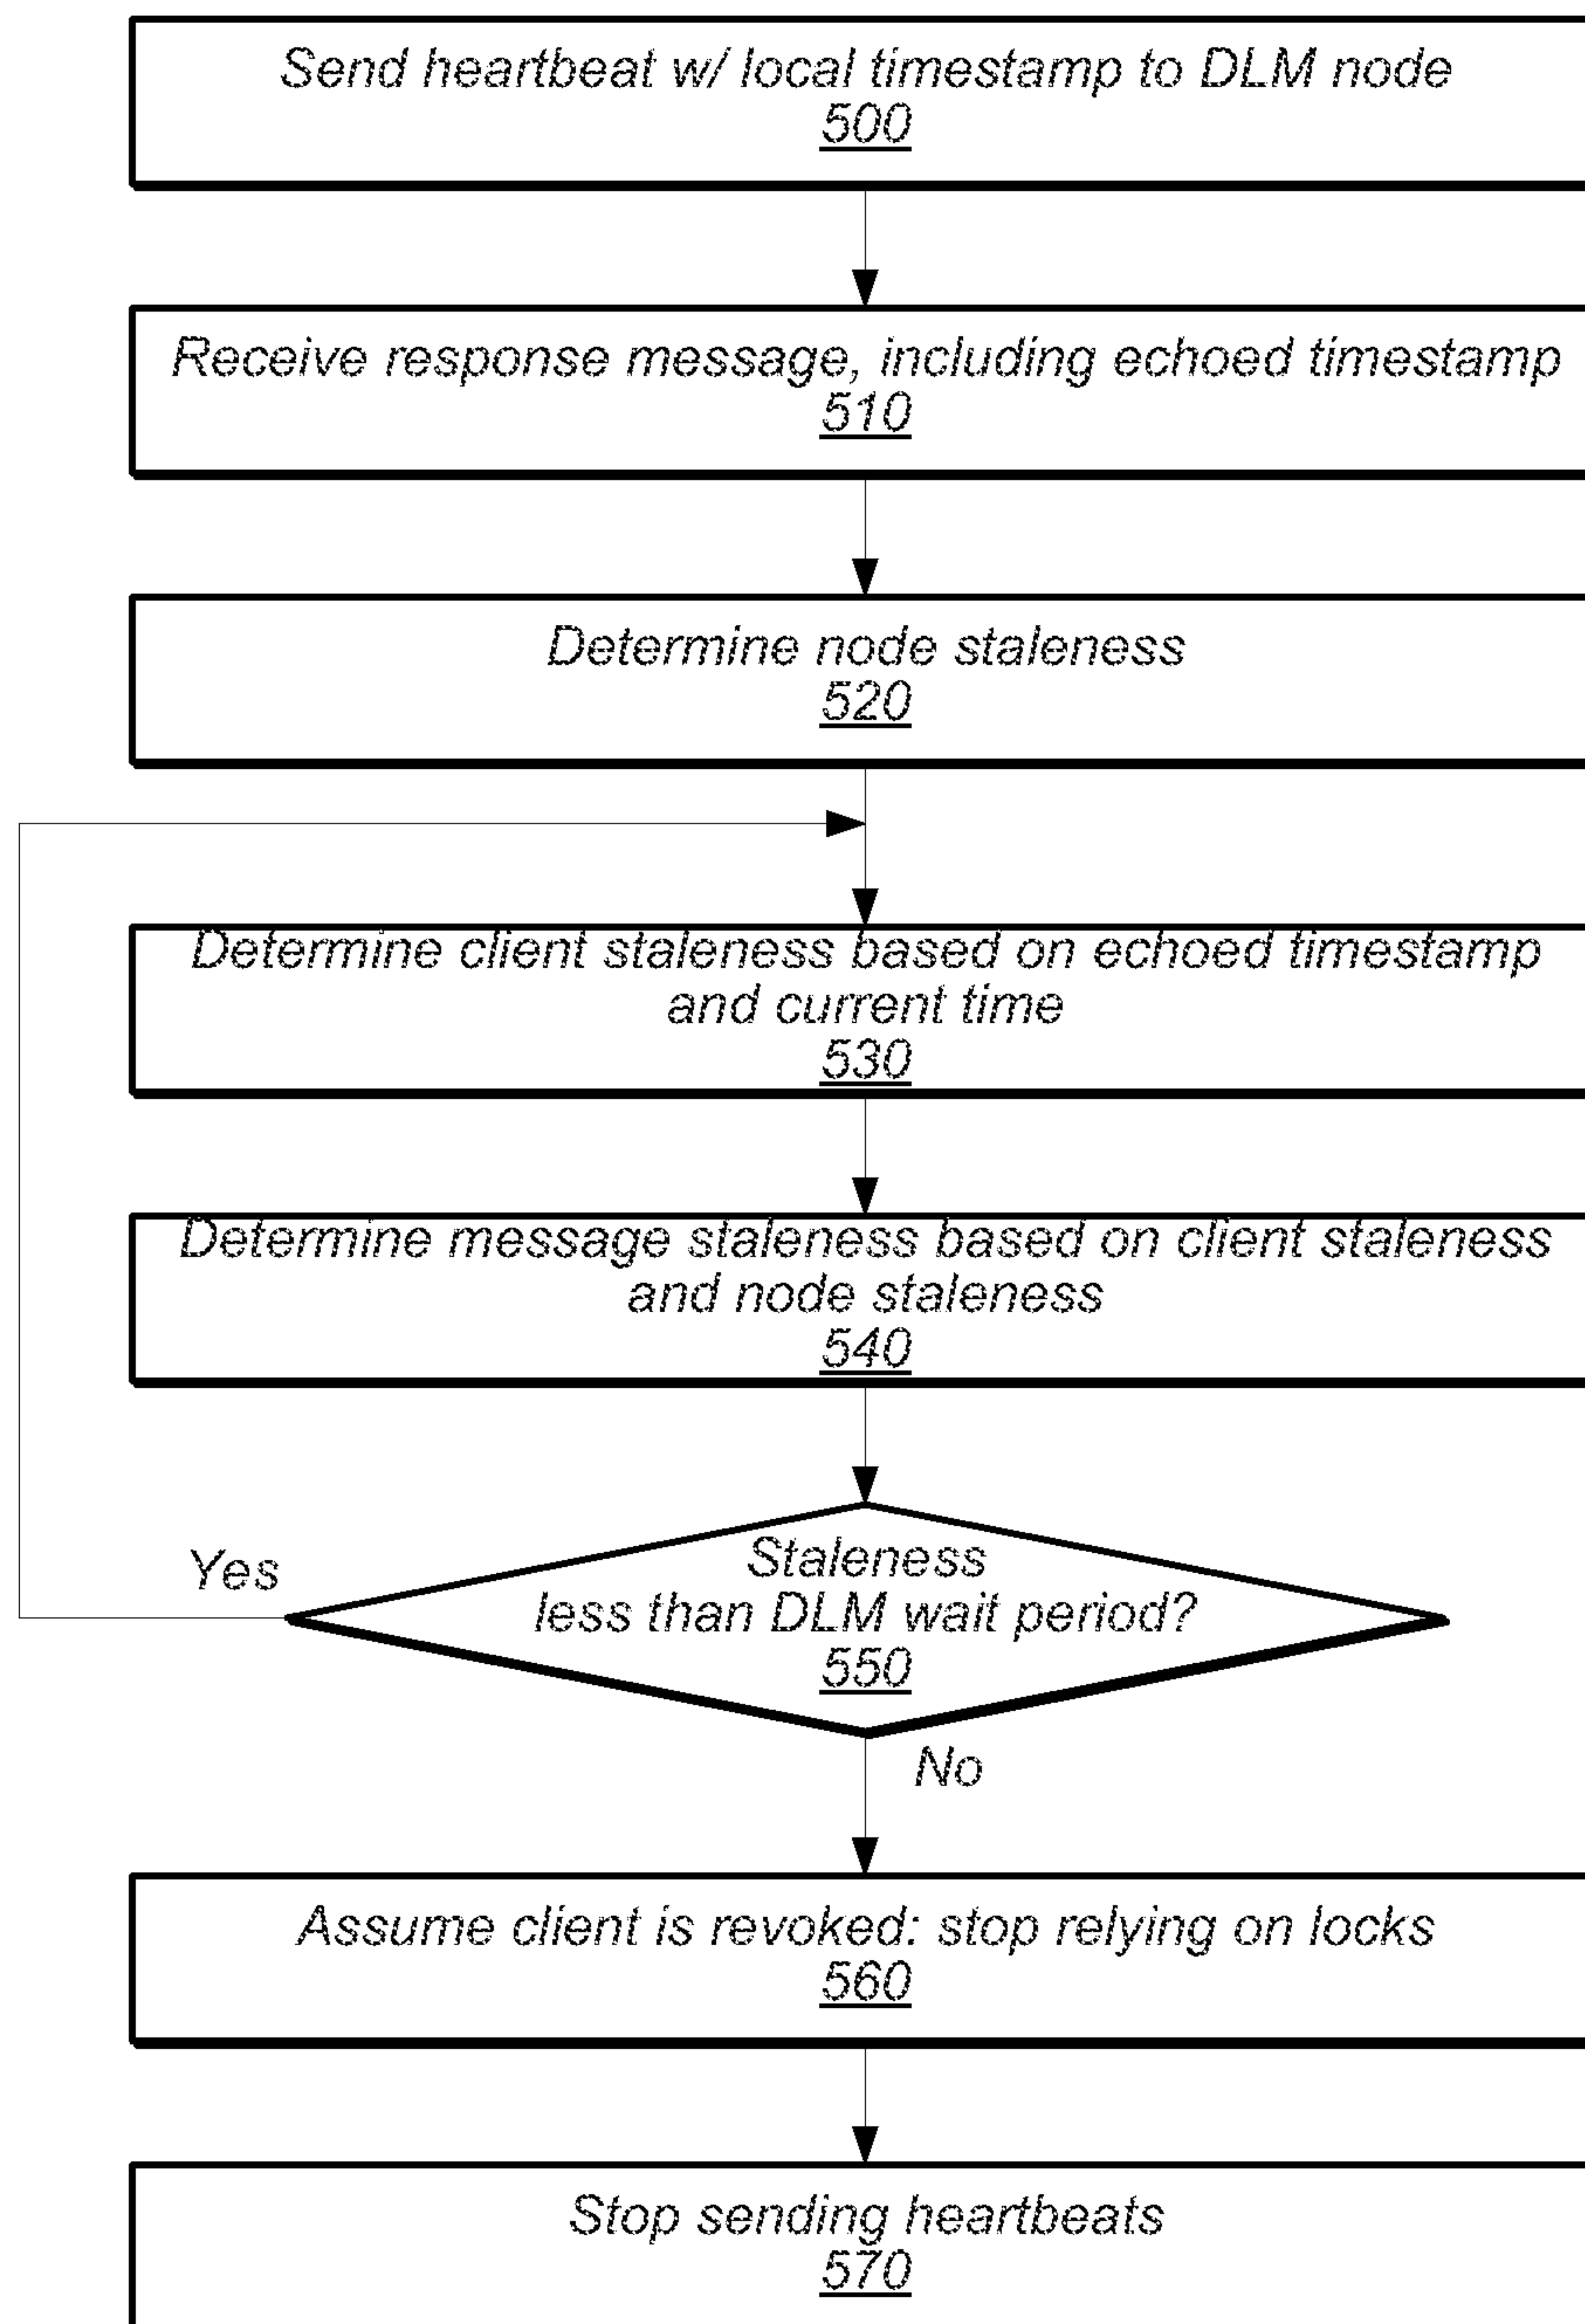 Send heartbeat w/ local timestamp to DLM node
500
Receive response message, including echoed timestamp
510
Determine node staleness
520
Determine client staleness based on echoed timestamp
and current time
530
Determine message staleness based on client staleness
and node staleness
540
Yes
Staleness
less than DLM wait period?
550
No
Assume client is revoked: stop relying on locks
560
Stop sending heartbeats
570